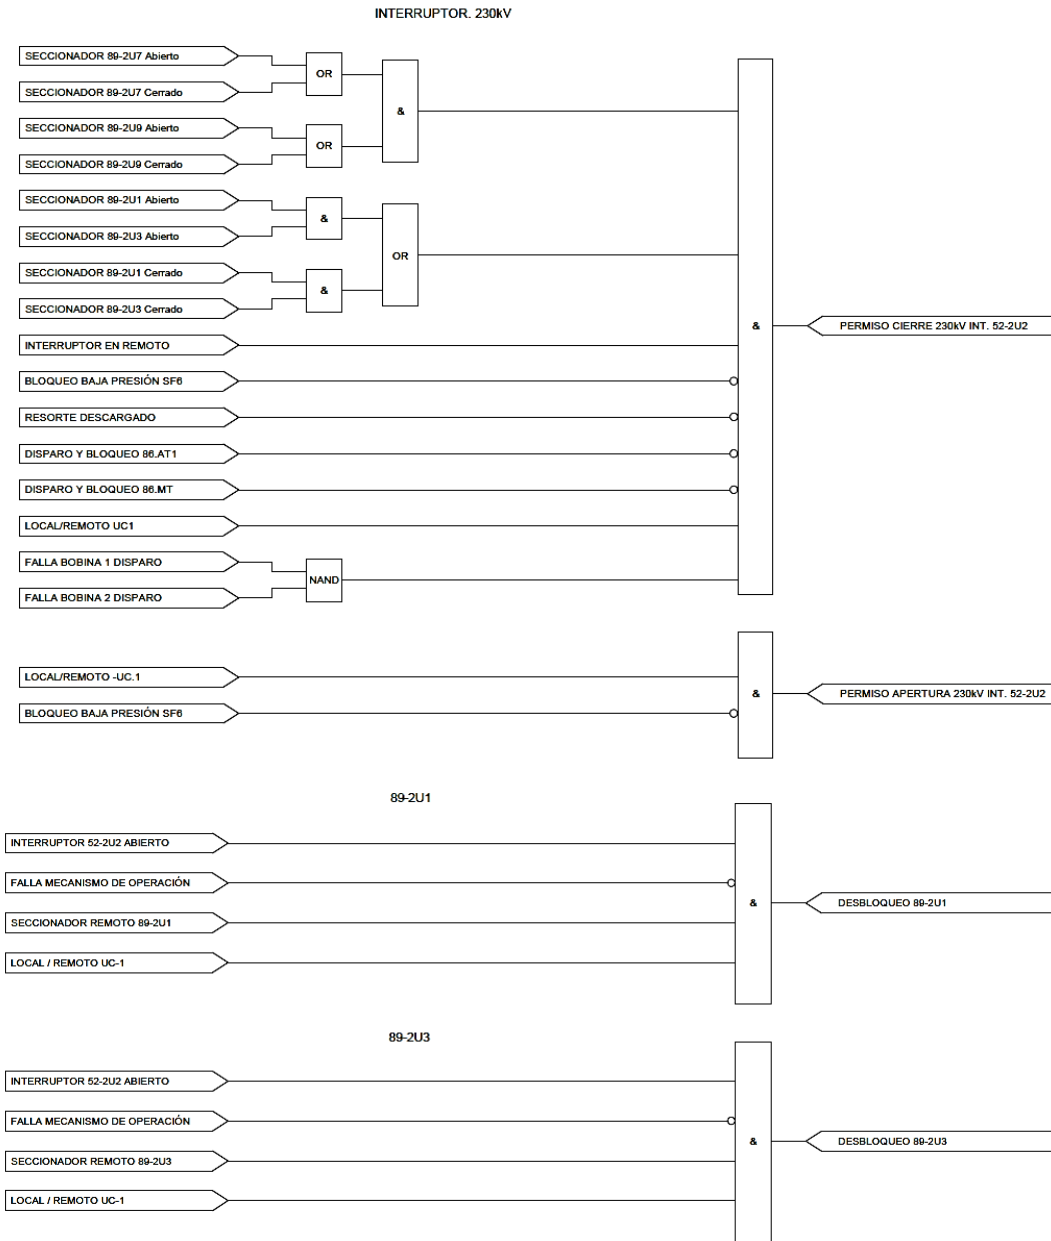 INTERRUPTOR. 230kV
SECCIONADOR 89-2U7 Abierto
OR
SECCIONADOR 89-2U7 Cerrado
&
SECCIONADOR 89-2U9 Abierto
OR
SECCIONADOR 89-2U9 Cerrado
SECCIONADOR 89-2U1 Abierto
&
SECCIONADOR 89-2U3 Abierto
OR
SECCIONADOR 89-2U1 Cerrado
&
SECCIONADOR 89-2U3 Cerrado
&
PERMISO CIERRE 230kV INT. 52-2U2
INTERRUPTOR EN REMOTO
BLOQUEO BAJA PRESIÓN SF6
RESORTE DESCARGADO
DISPARO Y BLOQUEO 86.AT1
DISPARO Y BLOQUEO 86.MT
LOCAL/REMOTO UC1
FALLA BOBINA 1 DISPARO
NAND
FALLA BOBINA 2 DISPARO
LOCAL/REMOTO -UC.1
&
PERMISO APERTURA 230kV INT. 52-2U2
BLOQUEO BAJA PRESIÓN SF6
89-2U1
INTERRUPTOR 52-2U2 ABIERTO
FALLA MECANISMO DE OPERACIÓN
&
DESBLOQUEO 89-2U1
SECCIONADOR REMOTO 89-2U1
LOCAL / REMOTO UC-1
89-2U3
INTERRUPTOR 52-2U2 ABIERTO
FALLA MECANISMO DE OPERACIÓN
&
DESBLOQUEO 89-2U3
SECCIONADOR REMOTO 89-2U3
LOCAL / REMOTO UC-1